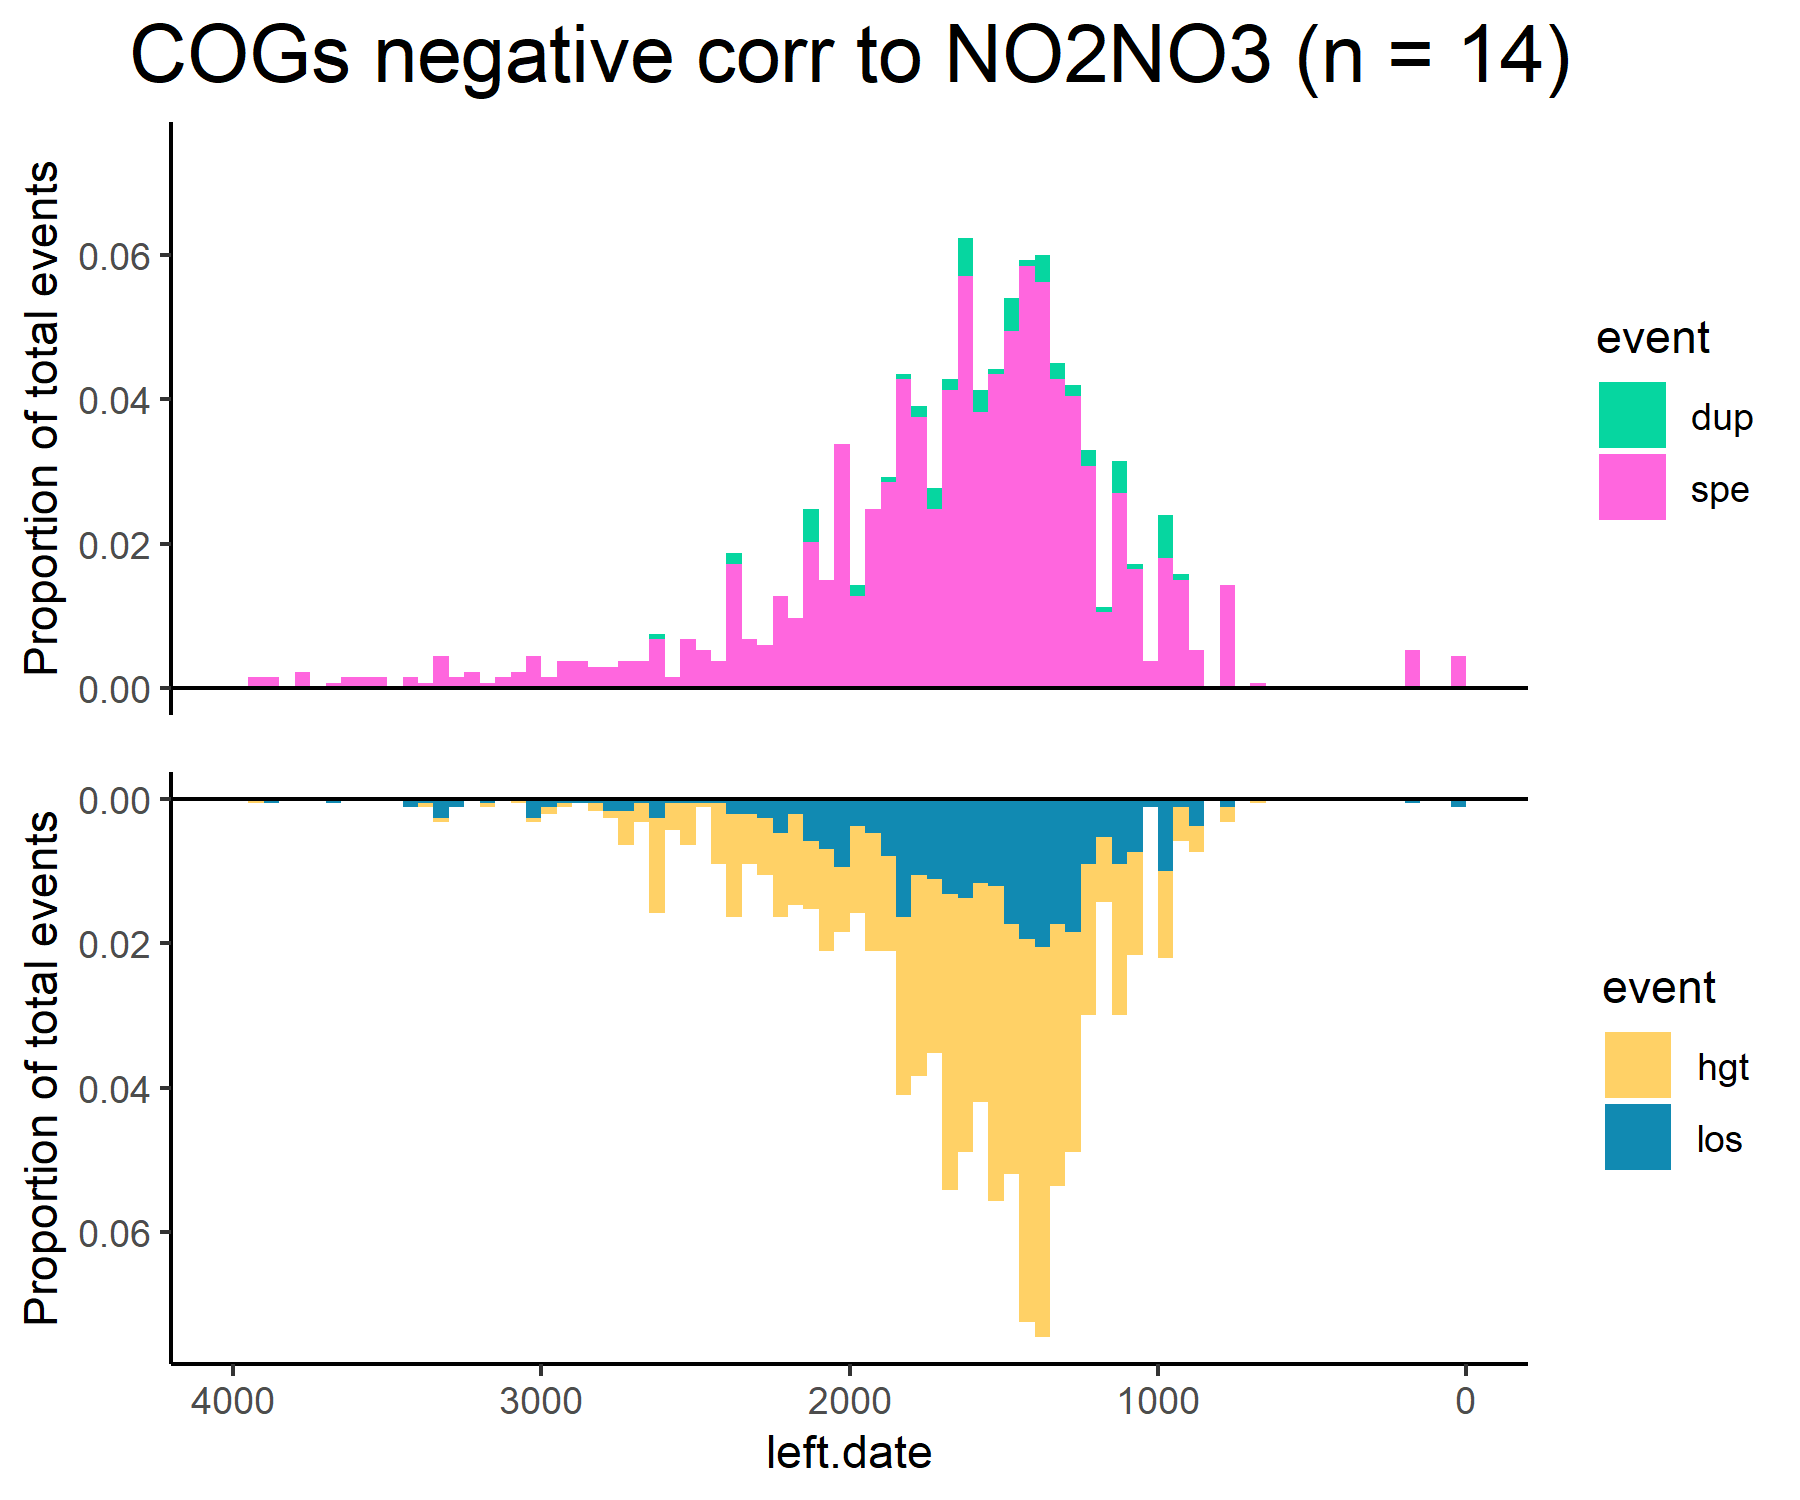 COGs negative corr to NO2NO3 (n = 14)
Proportion of total events
0.06
0.04
0.02
0.00
event
dup
spe
Proportion of total events
0.00
0.02
0.04
0.06
event
hgt
los
4000 3000 2000 1000 0
left.date